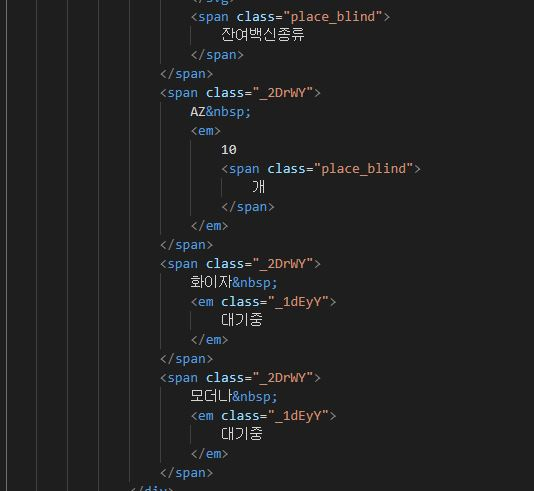 </svg>
<span class="place_blind">
잔여백신종류
</span>
</span>
<span class="_2DrWY">
AZ&nbsp;
<em>
10
<span class="place_blind">
개
</span>
</em>
</span>
<span class="_2DrWY">
화이자&nbsp;
<em class="_1dEyY">
대기중
</em>
</span>
<span class="_2DrWY">
모더나&nbsp;
<em class="_1dEyY">
대기중
</em>
</span>
</div>